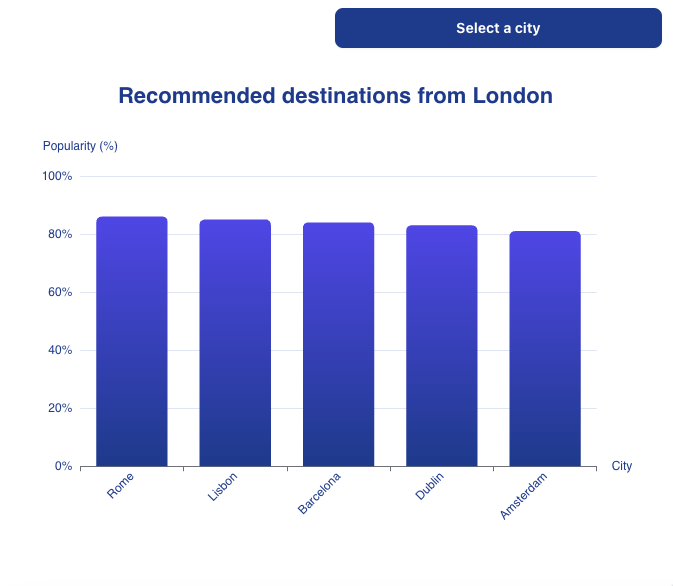 Select a city
Recommended destinations from London
Popularity (%)
100%
80%
60%
40%
20%
0%
City
Rome
Lisbon
Barcelona
Dublin
Amsterdam